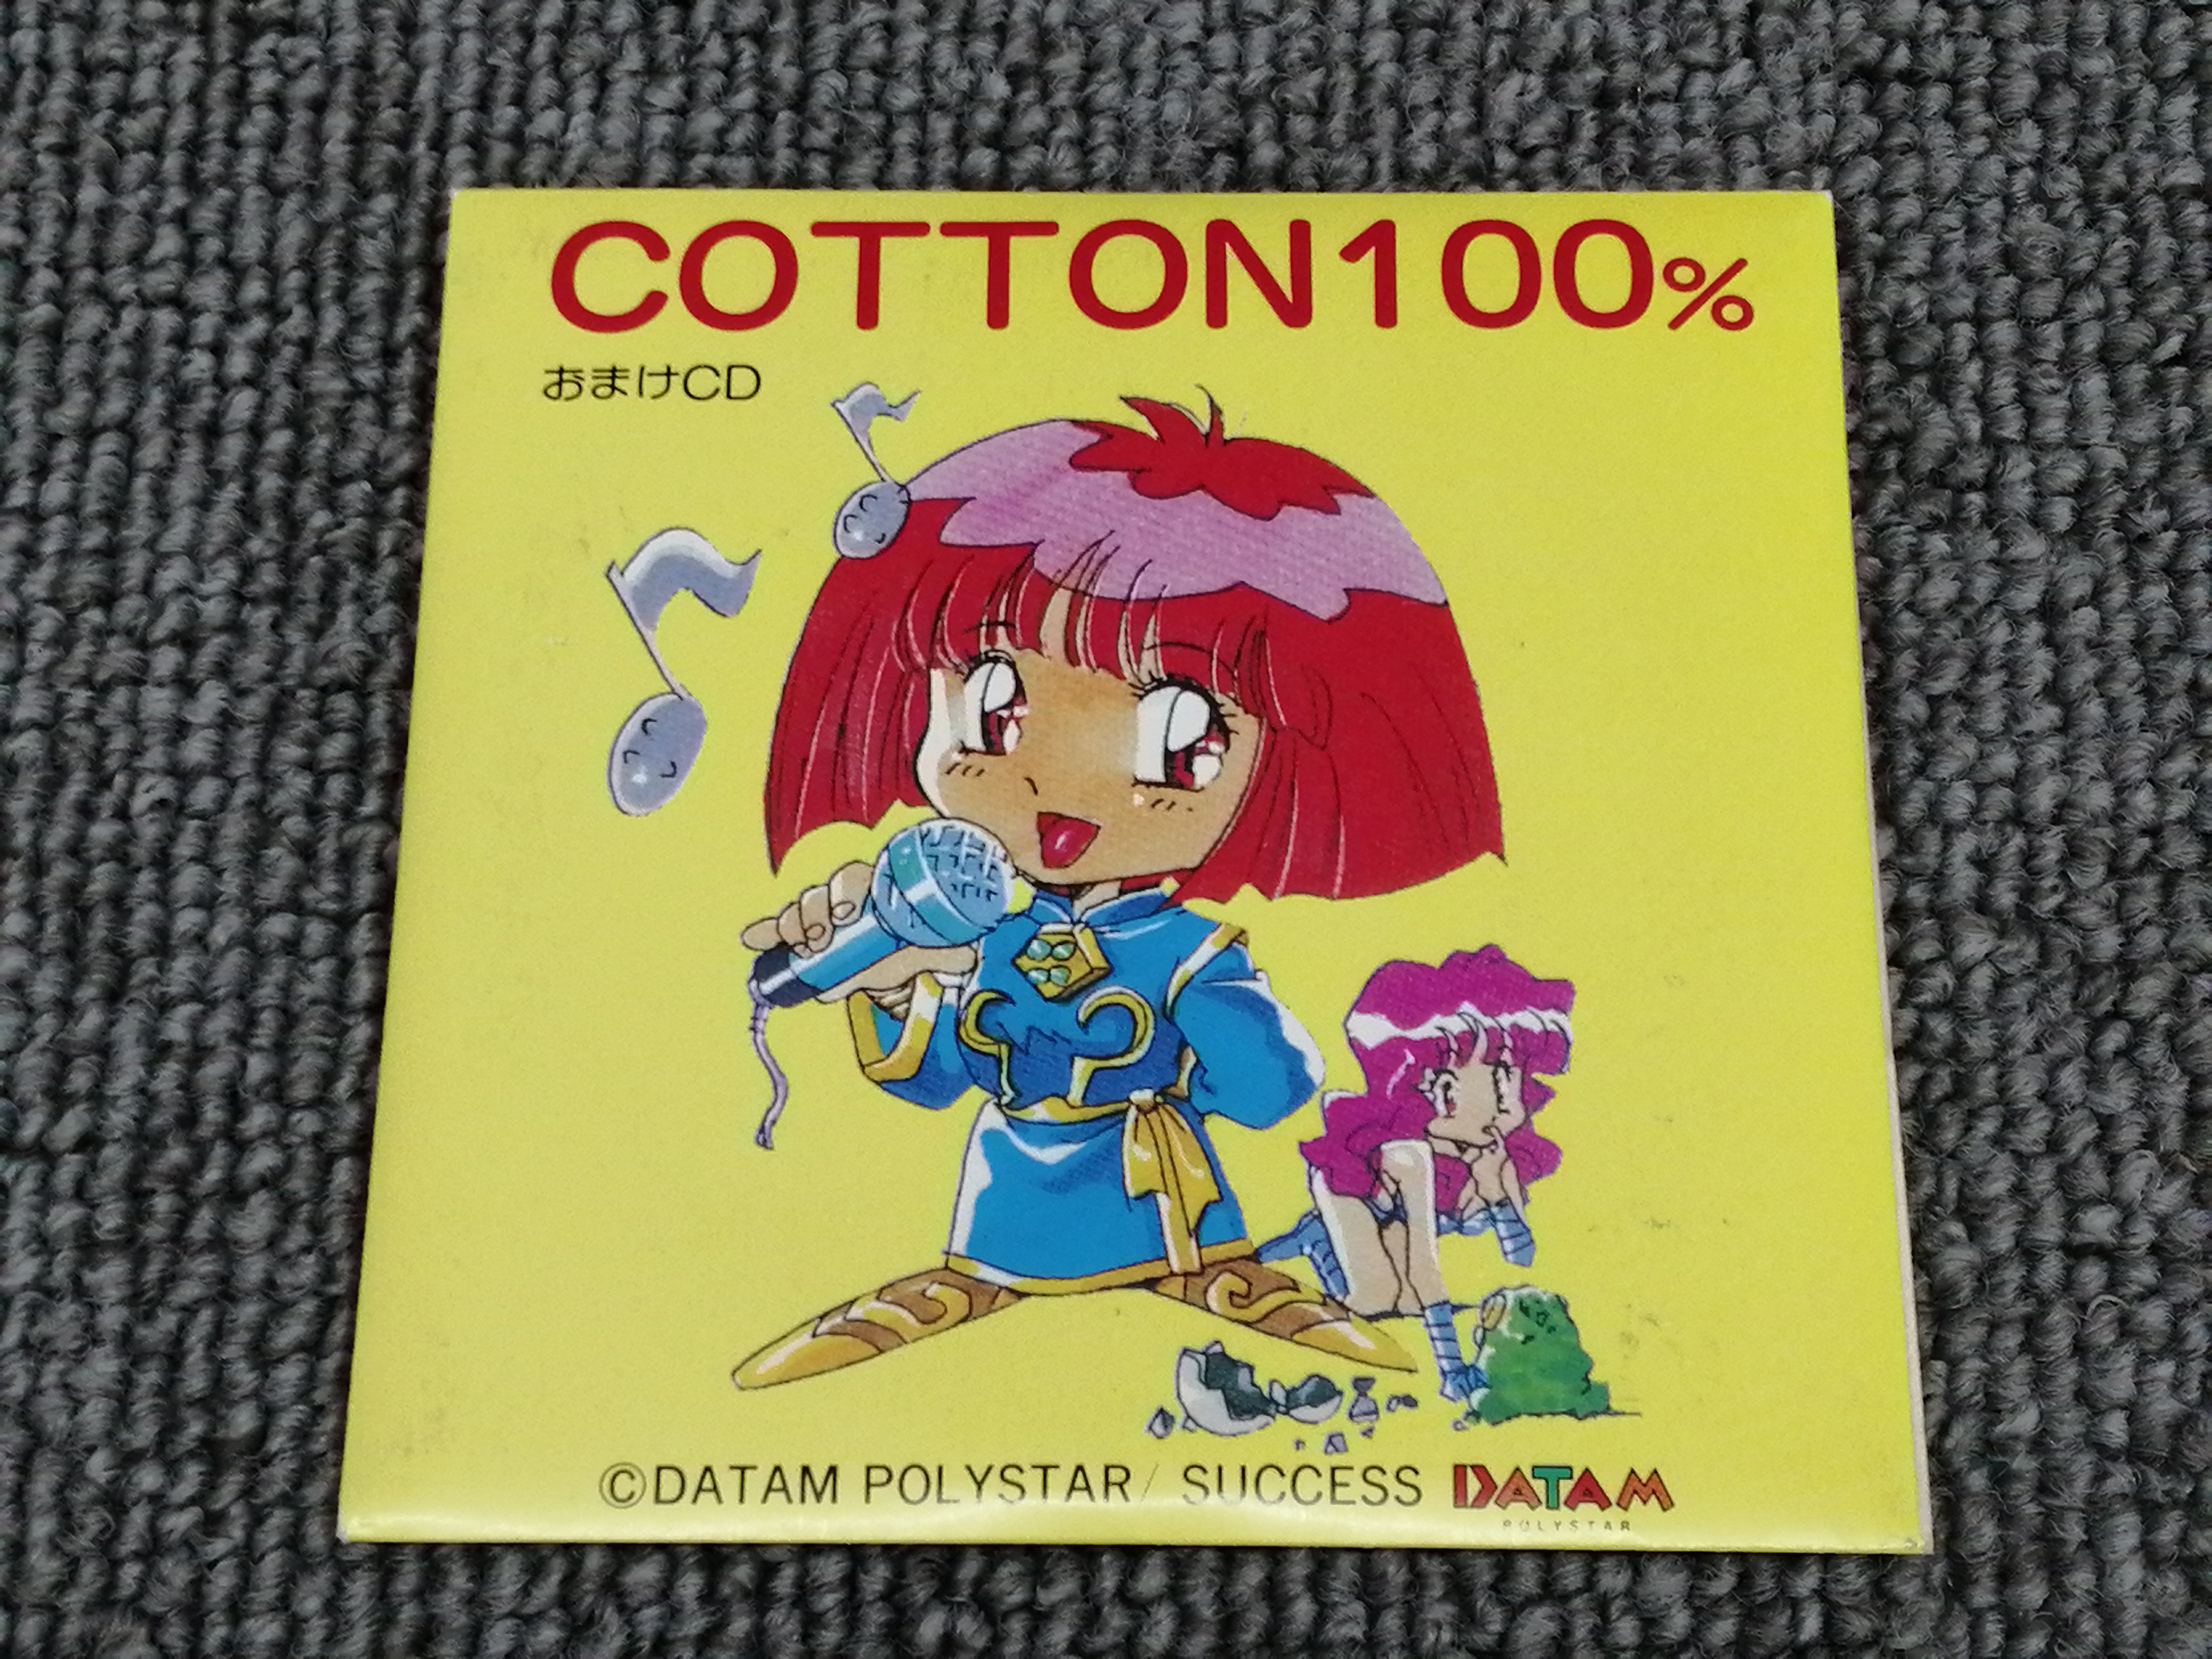 COTTON100%
おまけCD
©DATAM POLYSTAR/ SUCCESS DATAM
POLYSTAR